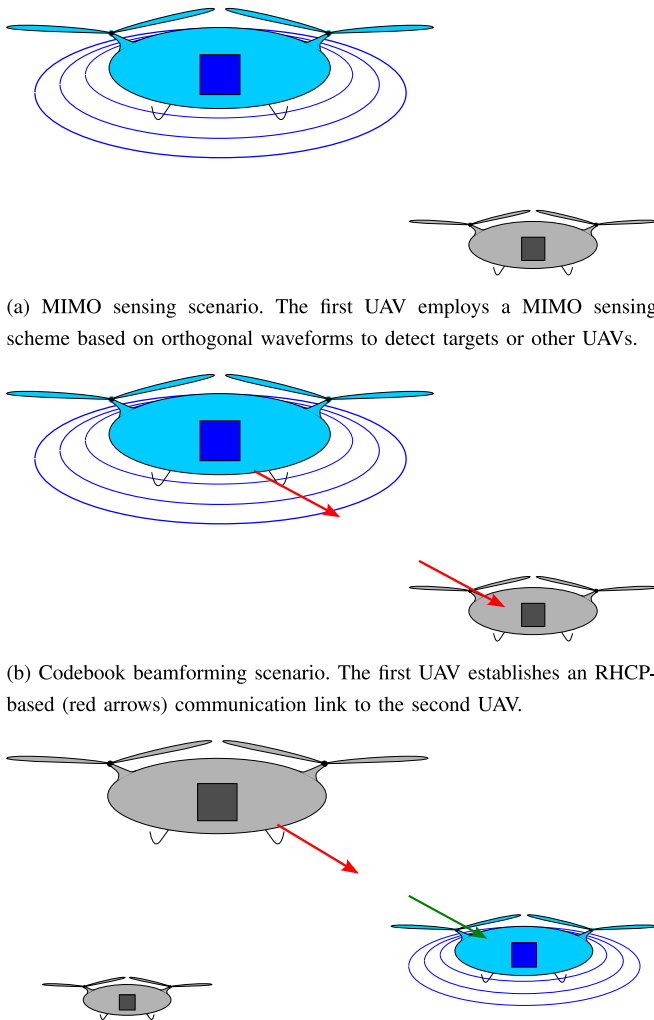 (a) MIMO sensing scenario. The first UAV employs a MIMO sensing
scheme based on orthogonal waveforms to detect targets or other UAVs.
(b) Codebook beamforming scenario. The first UAV establishes an RHCP-
based (red arrows) communication link to the second UAV.